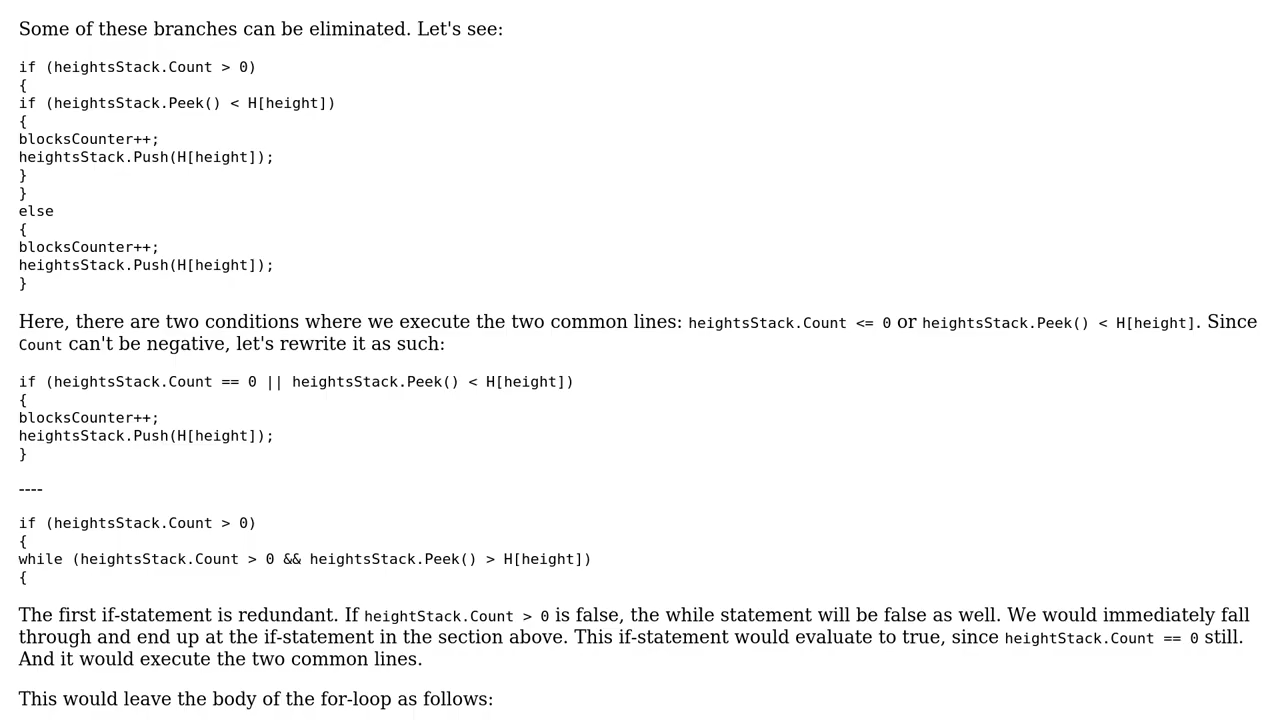 Some of these branches can be eliminated. Let's see:
if (heightsStack.Count > 0)
{
if (heightsStack.Peek() < H[height])
{
blocksCounter++;
heightsStack.Push(H[height]);
}
}
else
{
blocksCounter++;
heightsStack.Push(H[height]);
}
Here, there are two conditions where we execute the two common lines: heightsStack.Count <= 0 or heightsStack.Peek() < H[height]. Since
Count can't be negative, let's rewrite it as such:
if (heightsStack.Count == 0 || heightsStack.Peek() < H[height])
{
blocksCounter++;
heightsStack.Push(H[height]);
}
----
if (heightsStack.Count > 0)
{
while (heightsStack.Count > 0 && heightsStack.Peek() > H[height])
{
The first if-statement is redundant. If heightStack.Count > 0 is false, the while statement will be false as well. We would immediately fall
through and end up at the if-statement in the section above. This if-statement would evaluate to true, since heightStack.Count == 0 still.
And it would execute the two common lines.
This would leave the body of the for-loop as follows: